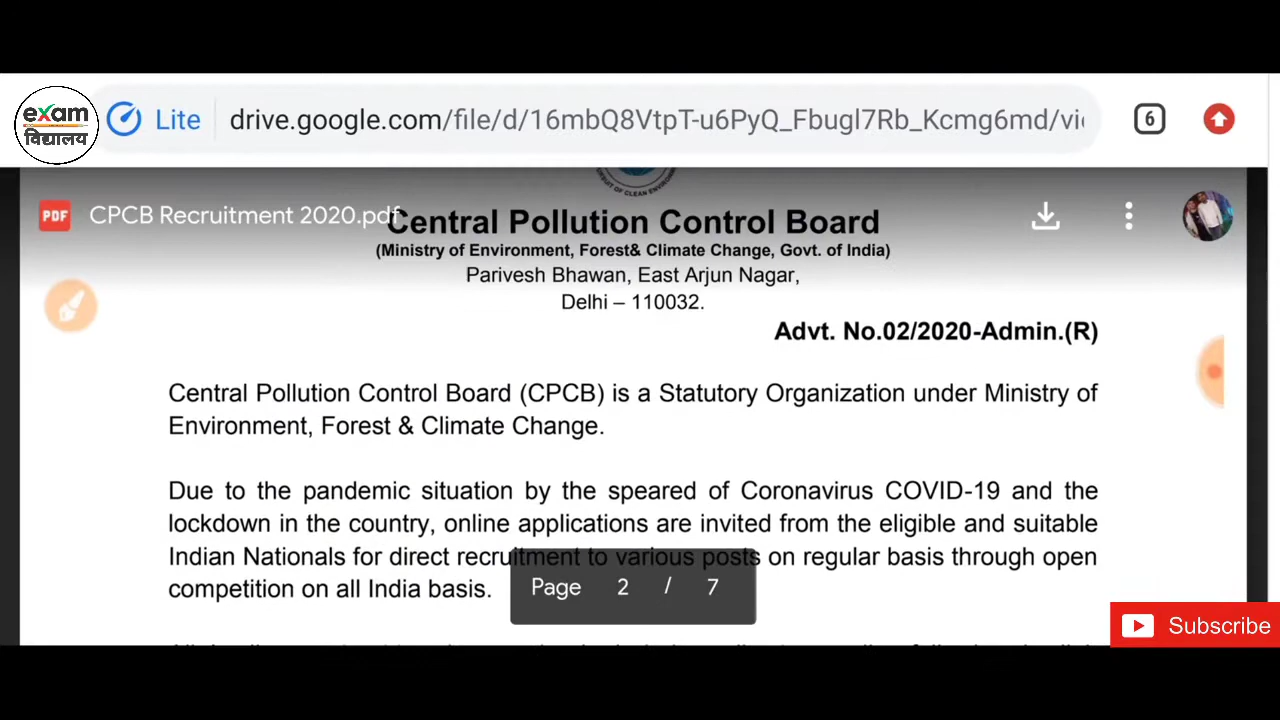 exam
विद्यालय
Lite
drive.google.com/file/d/16mbQ8VtpT-u6PyQ_Fbugl7Rb_Kcmg6md/vi
6
PDF
CPCB Recruitment 2020.pdf
Central Pollution Control Board
(Ministry of Environment, Forest& Climate Change, Govt. of India)
Parivesh Bhawan, East Arjun Nagar,
Delhi – 110032.
Advt. No.02/2020-Admin.(R)
Central Pollution Control Board (CPCB) is a Statutory Organization under Ministry of
Environment, Forest & Climate Change.
Due to the pandemic situation by the speared of Coronavirus COVID-19 and the
lockdown in the country, online applications are invited from the eligible and suitable
Indian Nationals for direct recruitment to various posts on regular basis through open
competition on all India basis.
Page 2 / 7
Subscribe